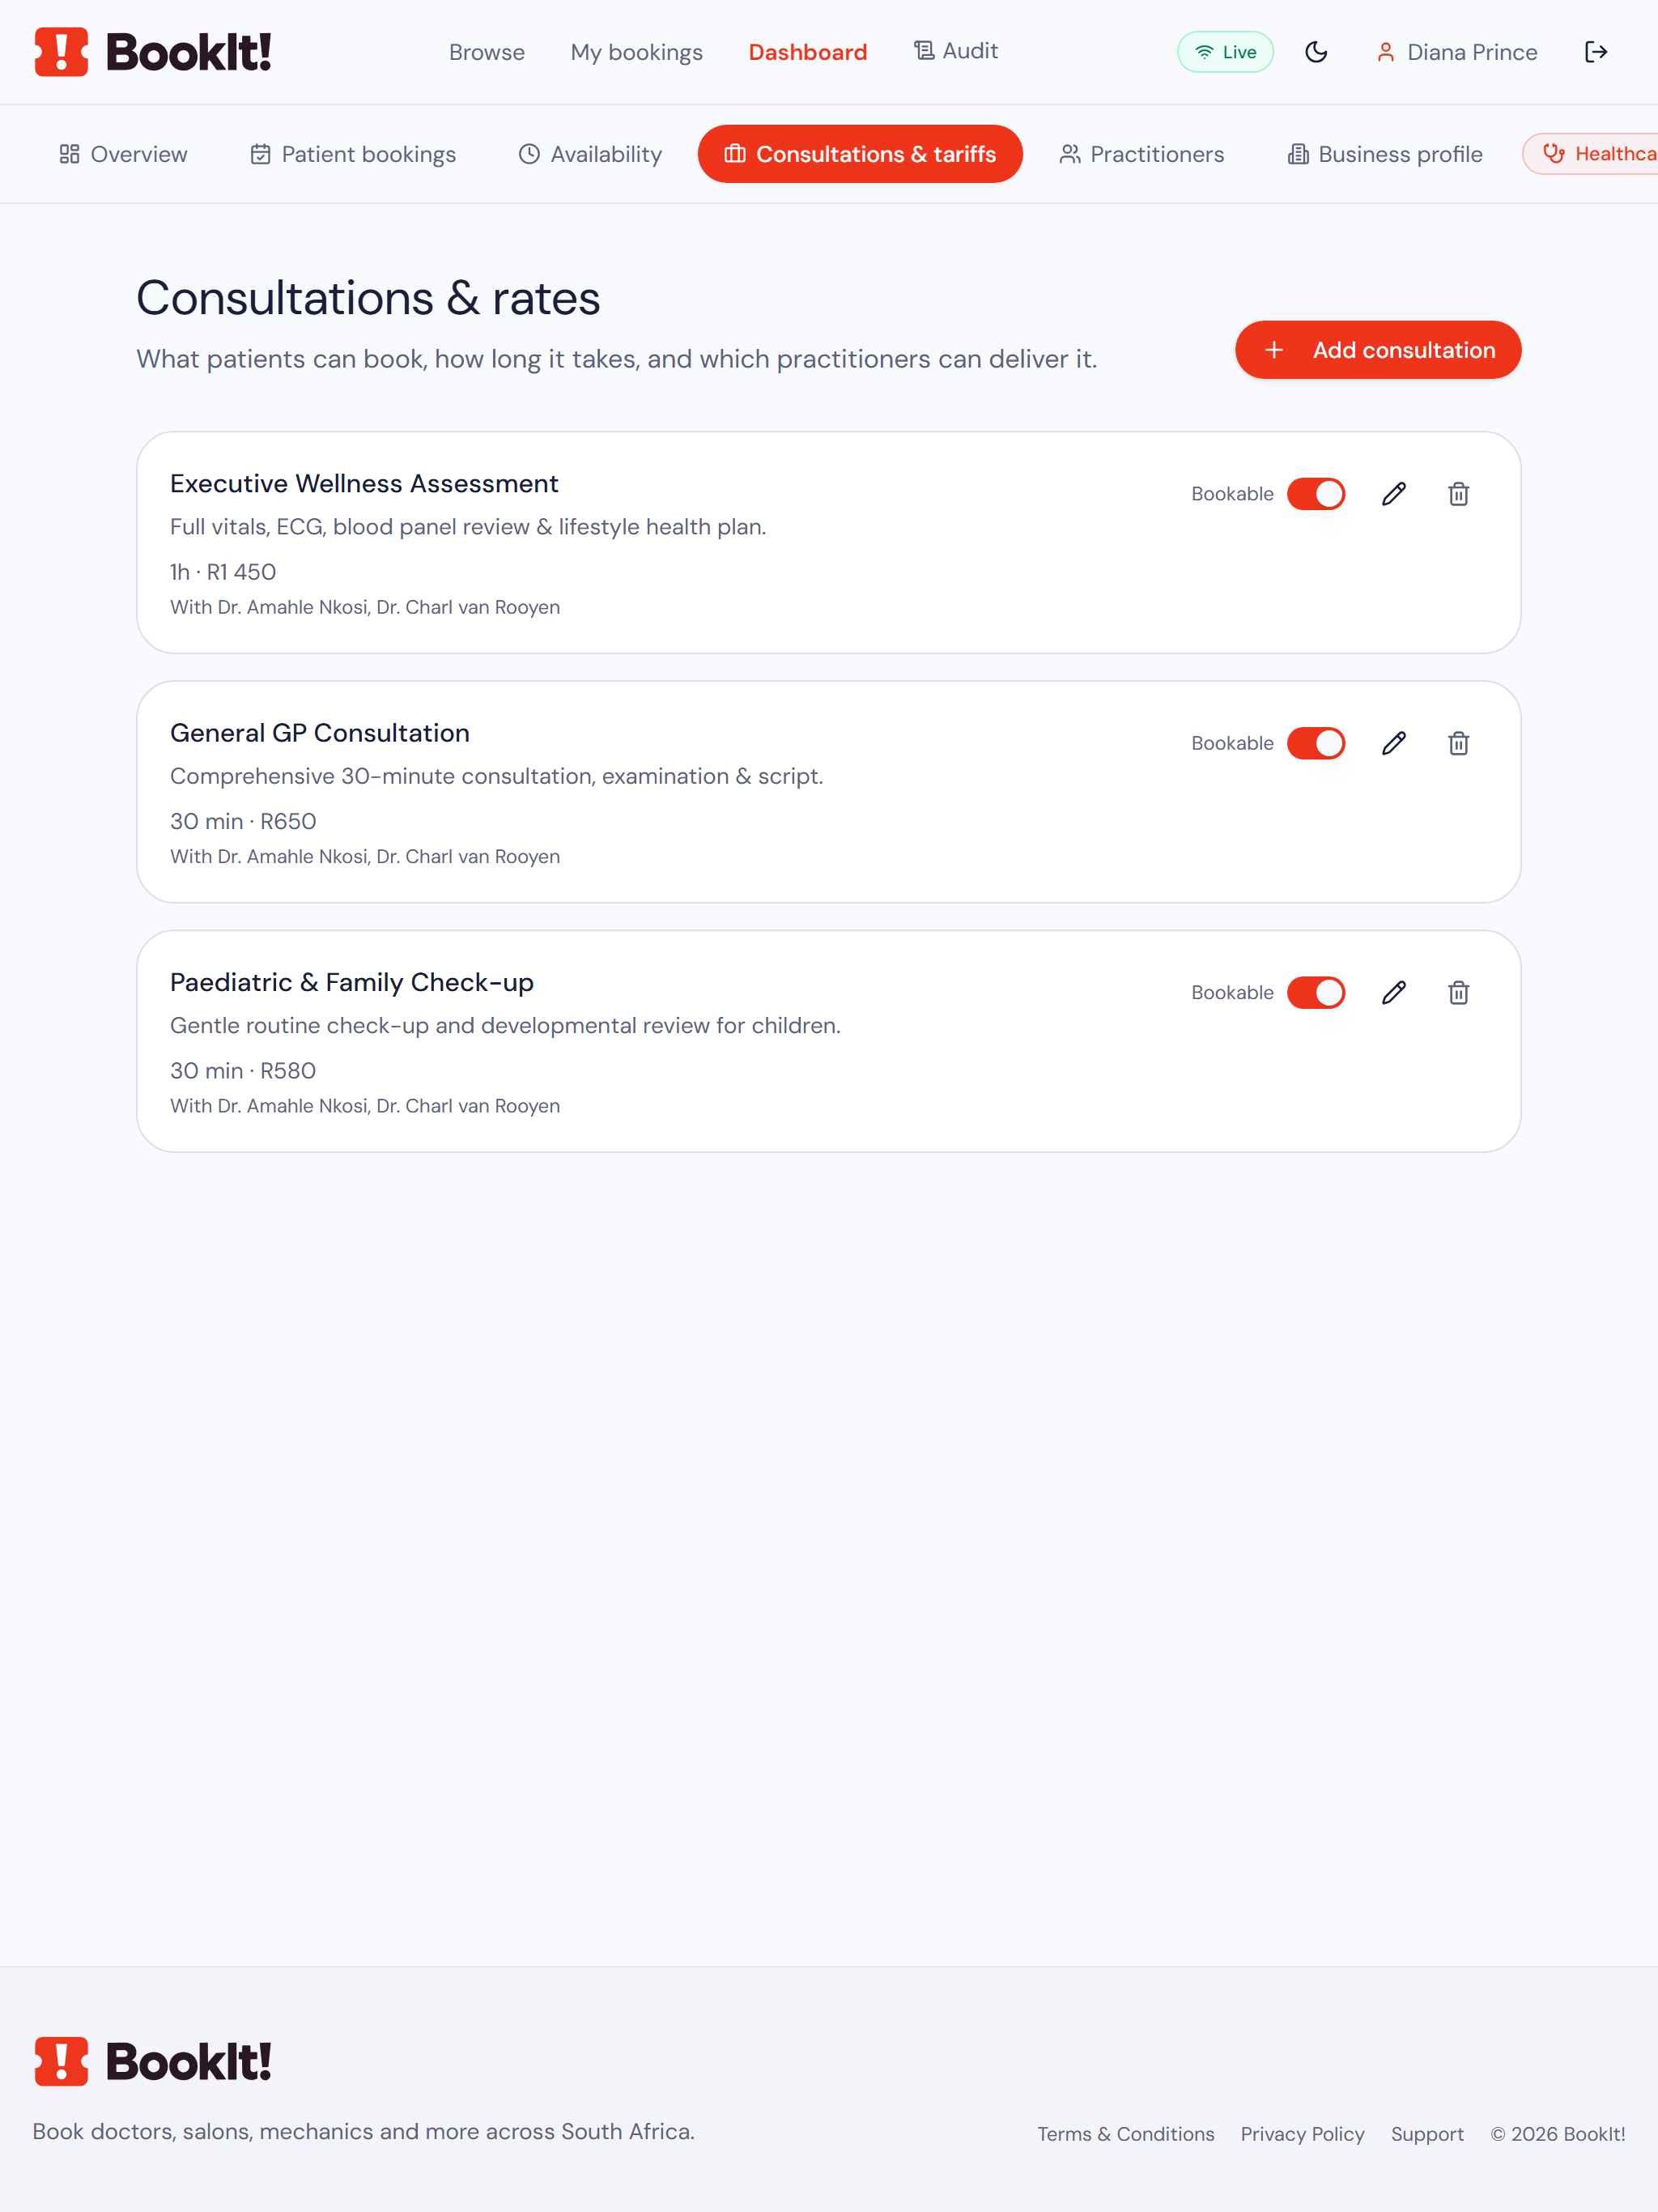 BookIt!
Browse My bookings Dashboard Audit Live Diana Prince
Overview Patient bookings Availability Consultations & tariffs Practitioners Business profile Healthca
Consultations & rates
What patients can book, how long it takes, and which practitioners can deliver it.
Add consultation
Executive Wellness Assessment
Bookable
Full vitals, ECG, blood panel review & lifestyle health plan.
1h · R1 450
With Dr. Amahle Nkosi, Dr. Charl van Rooyen
General GP Consultation
Bookable
Comprehensive 30-minute consultation, examination & script.
30 min · R650
With Dr. Amahle Nkosi, Dr. Charl van Rooyen
Paediatric & Family Check-up
Bookable
Gentle routine check-up and developmental review for children.
30 min · R580
With Dr. Amahle Nkosi, Dr. Charl van Rooyen
BookIt!
Book doctors, salons, mechanics and more across South Africa.
Terms & Conditions Privacy Policy Support © 2026 BookIt!